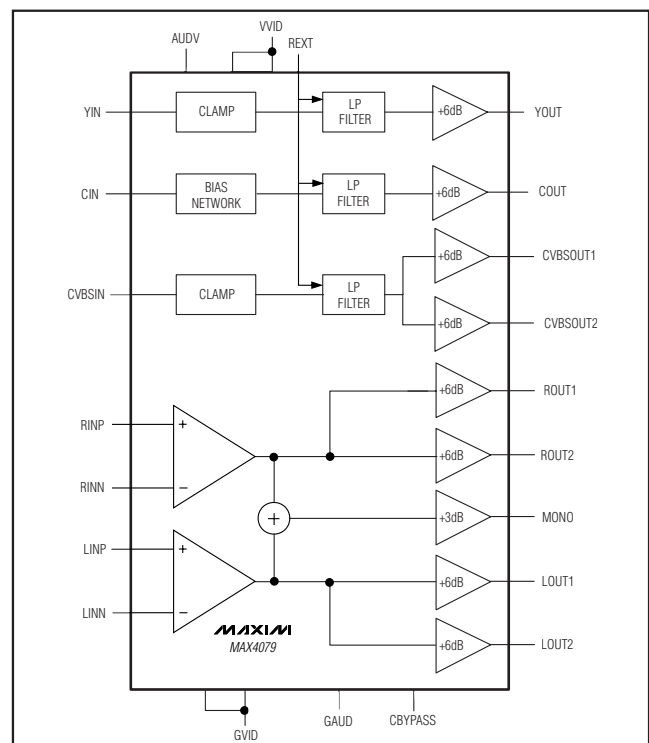 VVID
AUDV
REXT
YIN
CLAMP
LP
FILTER
+6dB
YOUT
CIN
BIAS
NETWORK
LP
FILTER
+6dB
COUT
+6dB
CVBSOUT1
CVBSIN
CLAMP
LP
FILTER
+6dB
CVBSOUT2
+6dB
ROUT1
RINP
+
+6dB
ROUT2
RINN
−
+
+3dB
MONO
LINP
+
+6dB
LOUT1
LINN
−
MAXIM
MAX4079
+6dB
LOUT2
GVID
GAUD
CBYPASS